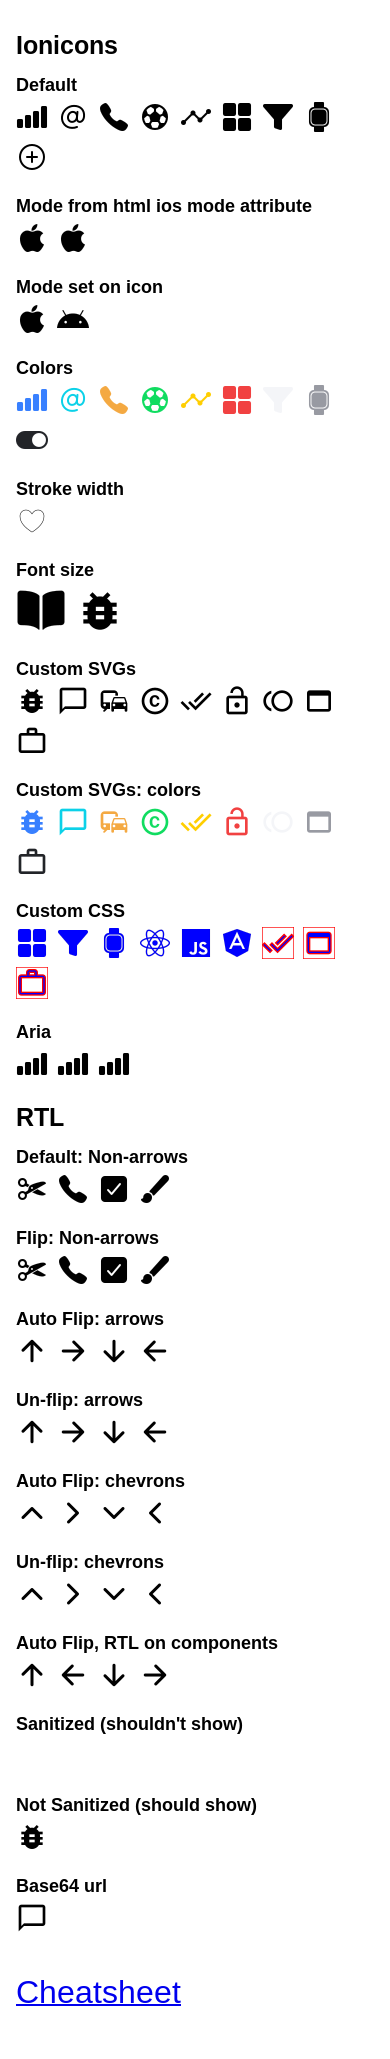 Ionicons
Default
Mode from html ios mode attribute
Mode set on icon
Colors
Stroke width
Font size
Custom SVGs
Custom SVGs: colors
Custom CSS
JS
Aria
RTL
Default: Non-arrows
Flip: Non-arrows
Auto Flip: arrows
Un-flip: arrows
Auto Flip: chevrons
Un-flip: chevrons
Auto Flip, RTL on components
Sanitized (shouldn't show)
Not Sanitized (should show)
Base64 url
Cheatsheet